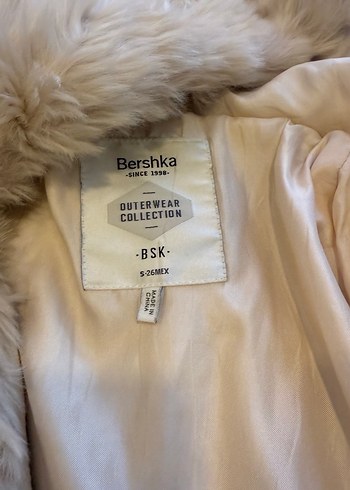 Bershka
-SINCE 1998-
OUTERWEAR
COLLECTION
·BSK·
S-26MEX
MADE IN
CHINA